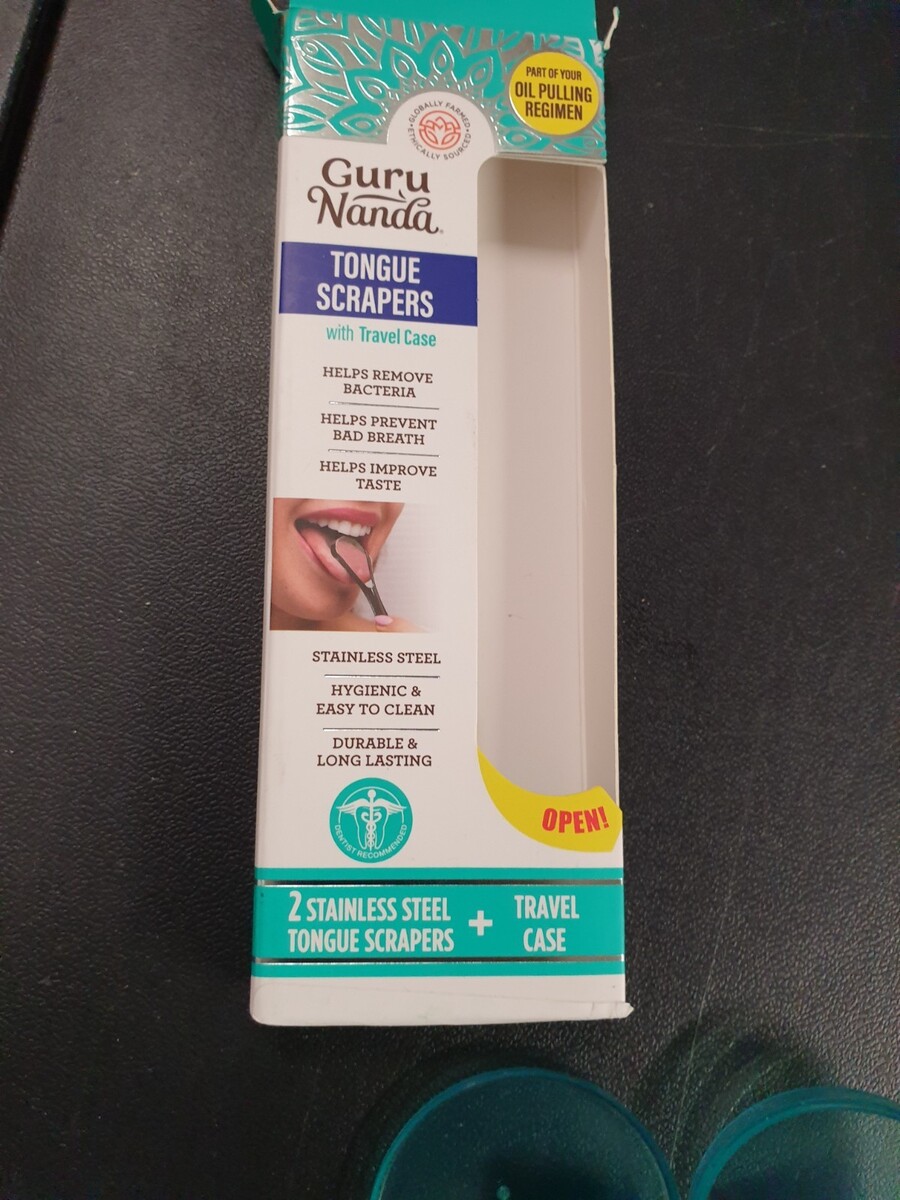 PART OF YOUR
OIL PULLING
REGIMEN
GLOBALLY FARMED
ETHICALLY SOURCED
Guru
Nanda®
TONGUE
SCRAPERS
with Travel Case
HELPS REMOVE
BACTERIA
HELPS PREVENT
BAD BREATH
HELPS IMPROVE
TASTE
STAINLESS STEEL
HYGIENIC &
EASY TO CLEAN
DURABLE &
LONG LASTING
DENTIST RECOMMENDED
OPEN!
2 STAINLESS STEEL
TONGUE SCRAPERS
+
TRAVEL
CASE